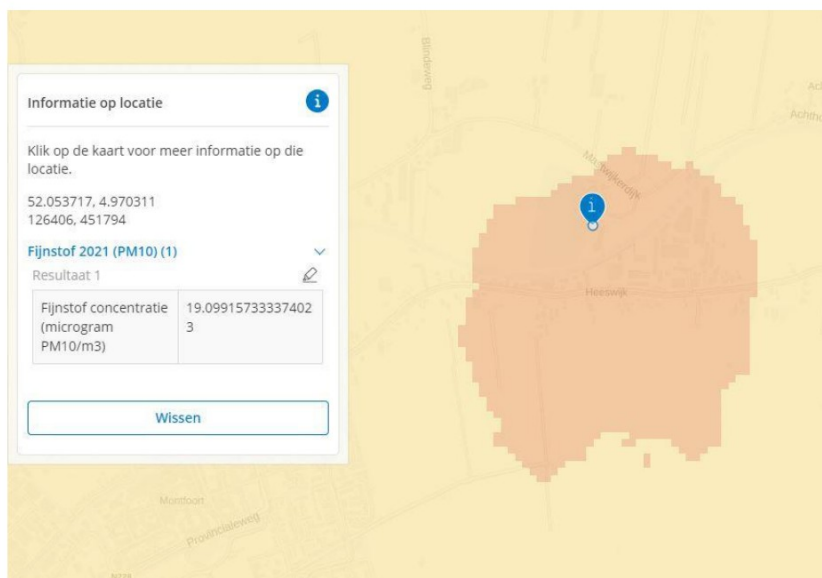 Informatie op locatie
i
Klik op de kaart voor meer informatie op die
locatie.
52.053717, 4.970311
126406, 451794
Fijnstof 2021 (PM10) (1)
Resultaat 1
Fijnstof concentratie
(microgram
PM10/m3)
19.09915733337402
3
Wissen
Blindeweg
Mastwijkerdijk
i
Heeswijk
Provincialeweg